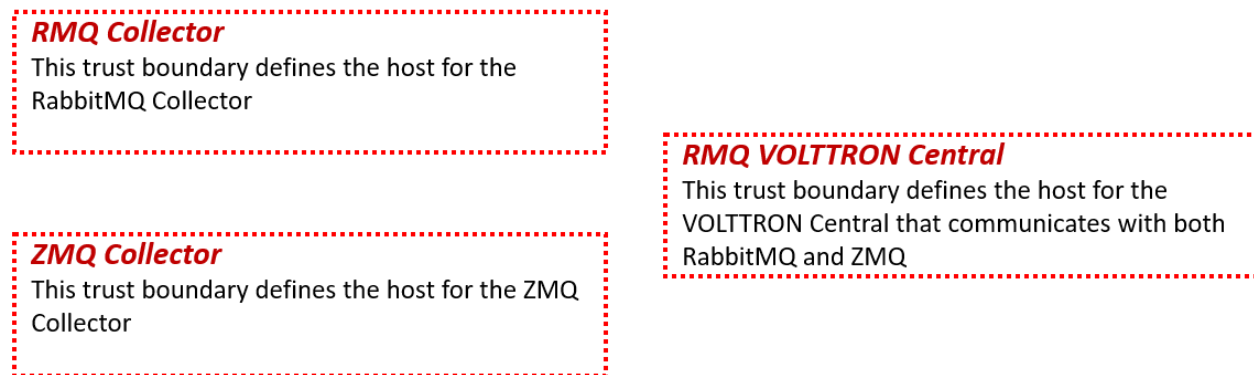 RMQ Collector
This trust boundary defines the host for the
RabbitMQ Collector
ZMQ Collector
This trust boundary defines the host for the ZMQ
Collector
RMQ VOLTTRON Central
This trust boundary defines the host for the
VOLTTRON Central that communicates with both
RabbitMQ and ZMQ